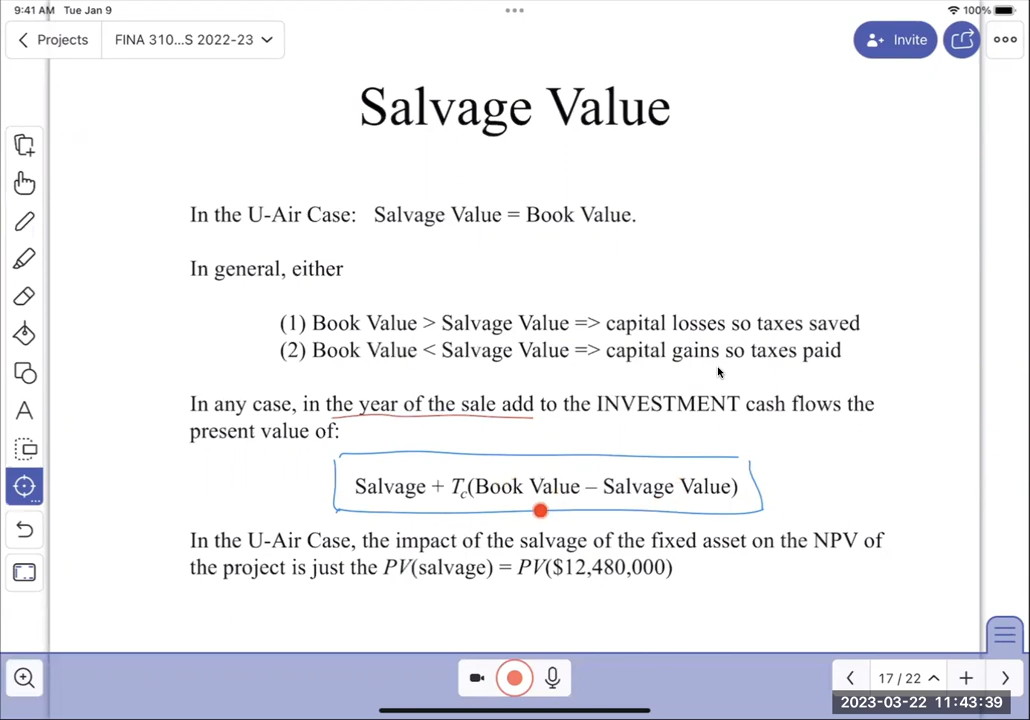 9:41 AM Tue Jan 9
100%
Projects
FINA 310...S 2022-23
Invite
Salvage Value
In the U-Air Case: Salvage Value = Book Value.
In general, either
(1) Book Value > Salvage Value => capital losses so taxes saved
(2) Book Value < Salvage Value => capital gains so taxes paid
In any case, in the year of the sale add to the INVESTMENT cash flows the
present value of:
Salvage + Tc(Book Value – Salvage Value)
In the U-Air Case, the impact of the salvage of the fixed asset on the NPV of
the project is just the PV(salvage) = PV($12,480,000)
A
17 / 22
2023-03-22 11:43:39